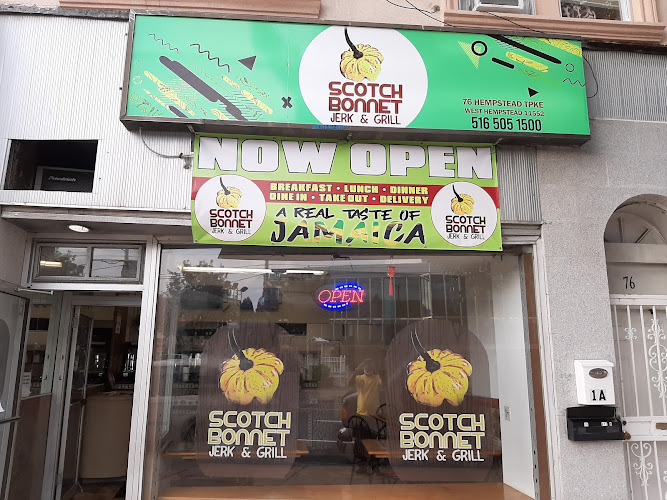 SCOTCH
BONNET
JERK & GRILL
76 HEMPSTEAD TPKE
WEST HEMPSTEAD 11552
516 505 1500
NOW OPEN
BREAKFAST • LUNCH • DINNER
DINE IN • TAKE OUT • DELIVERY
A REAL TASTE OF
JAMAICA
SCOTCH
BONNET
JERK & GRILL
SCOTCH
BONNET
JERK & GRILL
OPEN
SCOTCH
BONNET
JERK & GRILL
SCOTCH
BONNET
JERK & GRILL
76
1A
Friedrich